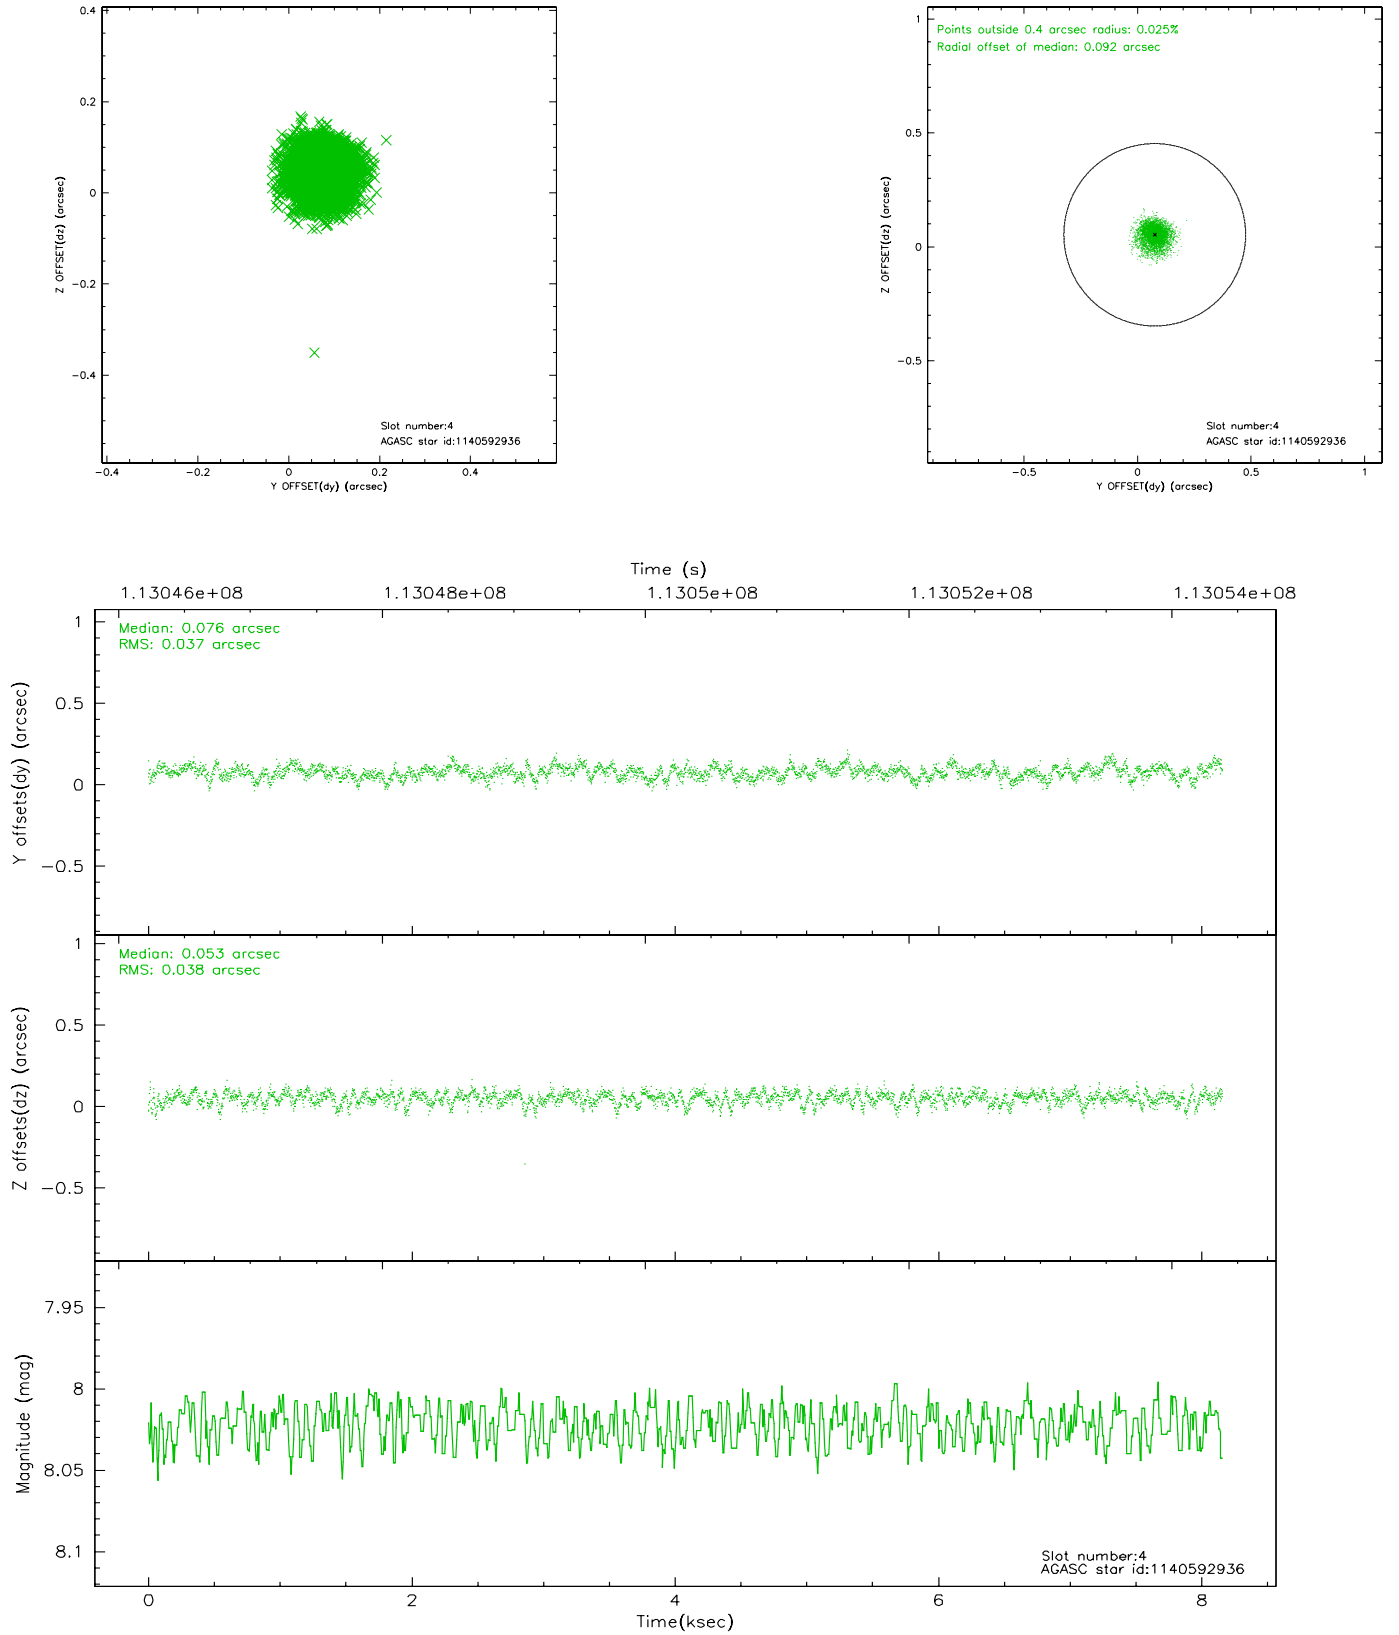 0.4
0.2
0
−0.2
−0.4
Z OFFSET(dz) (arcsec)
−0.4 −0.2 0 0.2 0.4
Y OFFSET(dy) (arcsec)
Slot number:4
AGASC star id:1140592936
Points outside 0.4 arcsec radius: 0.025%
Radial offset of median: 0.092 arcsec
1
0.5
0
−0.5
Z OFFSET(dz) (arcsec)
−0.5 0 0.5 1
Y OFFSET(dy) (arcsec)
Slot number:4
AGASC star id:1140592936
Time (s)
1.13046e+08 1.13048e+08 1.1305e+08 1.13052e+08 1.13054e+08
Median: 0.076 arcsec
RMS: 0.037 arcsec
1
0.5
0
−0.5
Y offsets(dy) (arcsec)
Median: 0.053 arcsec
RMS: 0.038 arcsec
1
0.5
0
−0.5
Z offsets(dz) (arcsec)
7.95
8
8.05
8.1
Magnitude (mag)
Slot number:4
AGASC star id:1140592936
0 2 4 6 8
Time(ksec)